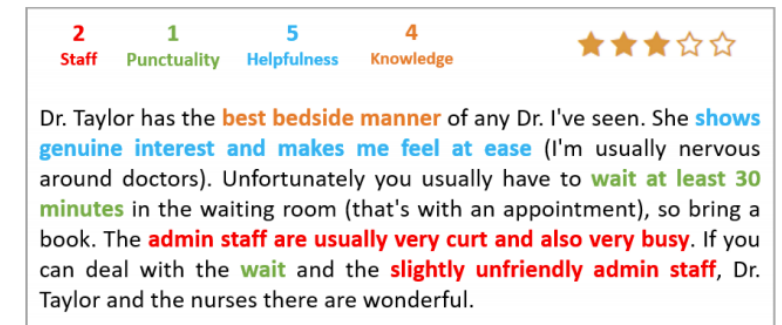 2 1 5 4
Staff Punctuality Helpfulness Knowledge
Dr. Taylor has the best bedside manner of any Dr. I've seen. She shows
genuine interest and makes me feel at ease (I'm usually nervous
around doctors). Unfortunately you usually have to wait at least 30
minutes in the waiting room (that's with an appointment), so bring a
book. The admin staff are usually very curt and also very busy. If you
can deal with the wait and the slightly unfriendly admin staff, Dr.
Taylor and the nurses there are wonderful.